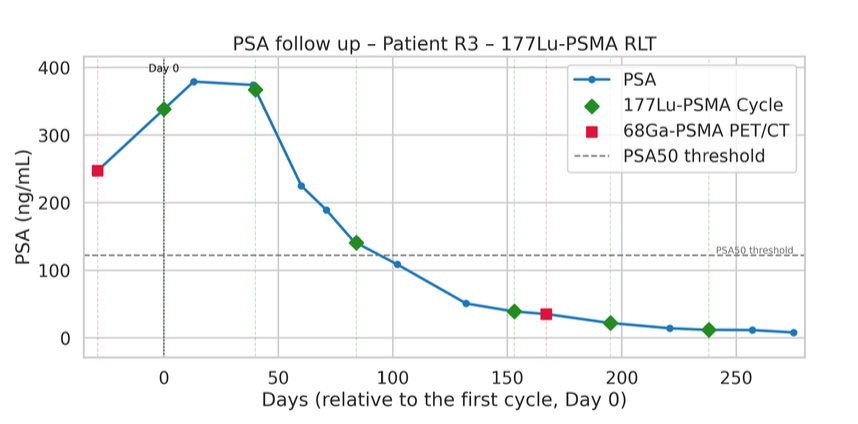 PSA follow up – Patient R3 – 177Lu-PSMA RLT
400
300
200
100
0
PSA (ng/mL)
Day 0
PSA
177Lu-PSMA Cycle
68Ga-PSMA PET/CT
PSA50 threshold
PSA50 threshold
0 50 100 150 200 250
Days (relative to the first cycle, Day 0)